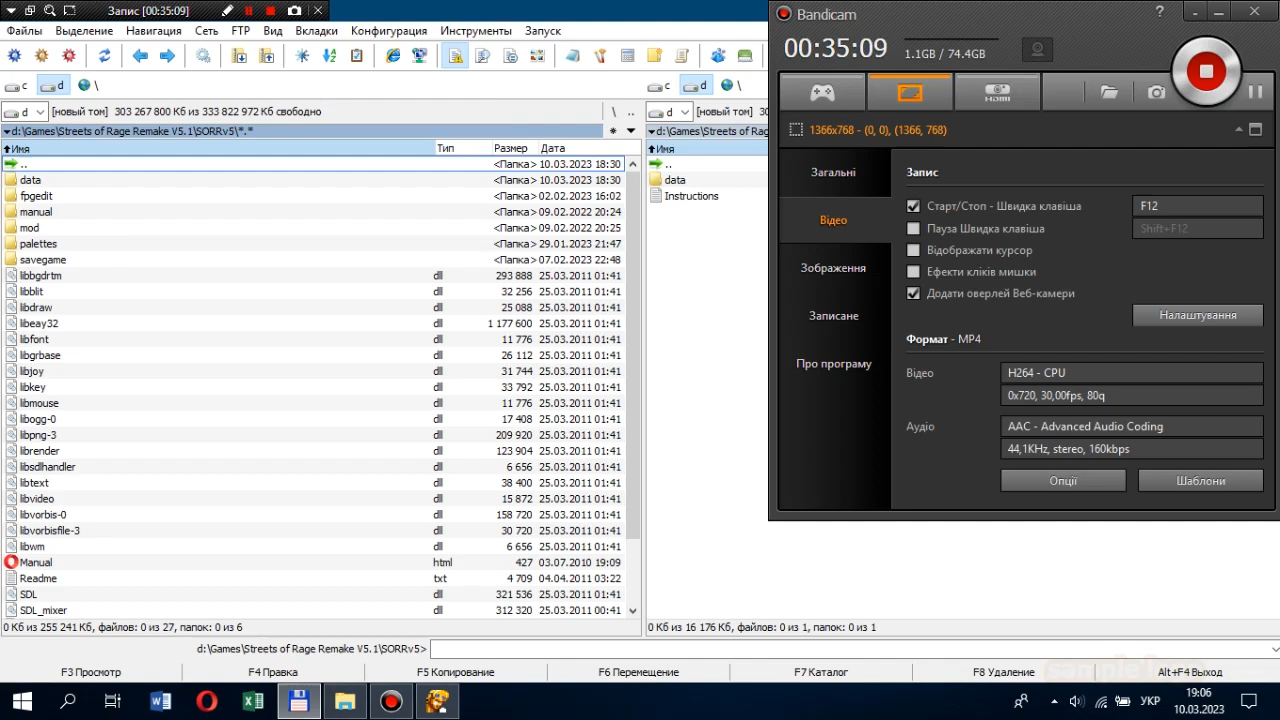 Запис [00:35:09]
Файлы Выделение Навигация Сеть FTP Вид Вкладки Конфигурация Инструменты Запуск
c d \
c d \
d [новый том] 303 267 800 Кб из 333 822 972 Кб свободно \ ..
d [новый том] 30
d:\Games\Streets of Rage Remake V5.1\SORRv5\*.*
d:\Games\Streets of Rag
Имя Тип Размер Дата
Имя
.. <Папка> 10.03.2023 18:30
data <Папка> 10.03.2023 18:30
fpgedit <Папка> 02.02.2023 16:02
manual <Папка> 09.02.2022 20:24
mod <Папка> 09.02.2022 20:25
palettes <Папка> 29.01.2023 21:47
savegame <Папка> 07.02.2023 22:48
libbgdrtm dll 293 888 25.03.2011 01:41
libblit dll 32 256 25.03.2011 01:41
libdraw dll 25 088 25.03.2011 01:41
libeay32 dll 1 177 600 25.03.2011 01:41
libfont dll 11 776 25.03.2011 01:41
libgrbase dll 26 112 25.03.2011 01:41
libjoy dll 31 744 25.03.2011 01:41
libkey dll 33 792 25.03.2011 01:41
libmouse dll 11 776 25.03.2011 01:41
libogg-0 dll 17 408 25.03.2011 01:41
libpng-3 dll 209 920 25.03.2011 01:41
librender dll 123 904 25.03.2011 01:41
libsdlhandler dll 6 656 25.03.2011 01:41
libtext dll 38 400 25.03.2011 01:41
libvideo dll 15 872 25.03.2011 01:41
libvorbis-0 dll 158 720 25.03.2011 01:41
libvorbisfile-3 dll 30 720 25.03.2011 01:41
libwm dll 6 656 25.03.2011 01:41
Manual html 427 03.07.2010 19:09
Readme txt 4 709 04.04.2011 03:22
SDL dll 321 536 25.03.2011 01:41
SDL_mixer dll 312 320 25.03.2011 00:41
0 Кб из 255 241 Кб, файлов: 0 из 27, папок: 0 из 6
..
data
Instructions
0 Кб из 16 176 Кб, файлов: 0 из 1, папок: 0 из 1
d:\Games\Streets of Rage Remake V5.1\SORRv5>
F3 Просмотр F4 Правка F5 Копирование F6 Перемещение F7 Каталог F8 Удаление Alt+F4 Выход
Bandicam
00:35:09 1.1GB / 74.4GB
HDMI
1366x768 - (0, 0), (1366, 768)
Загальні
Відео
Зображення
Записане
Про програму
Запис
Старт/Стоп - Швидка клавіша F12
Пауза Швидка клавіша Shift+F12
Відображати курсор
Ефекти кліків мишки
Додати оверлей Веб-камери
Налаштування
Формат - MP4
Відео H264 - CPU
0x720, 30,00fps, 80q
Аудіо AAC - Advanced Audio Coding
44,1KHz, stereo, 160kbps
Опції Шаблони
УКР
19:06
10.03.2023